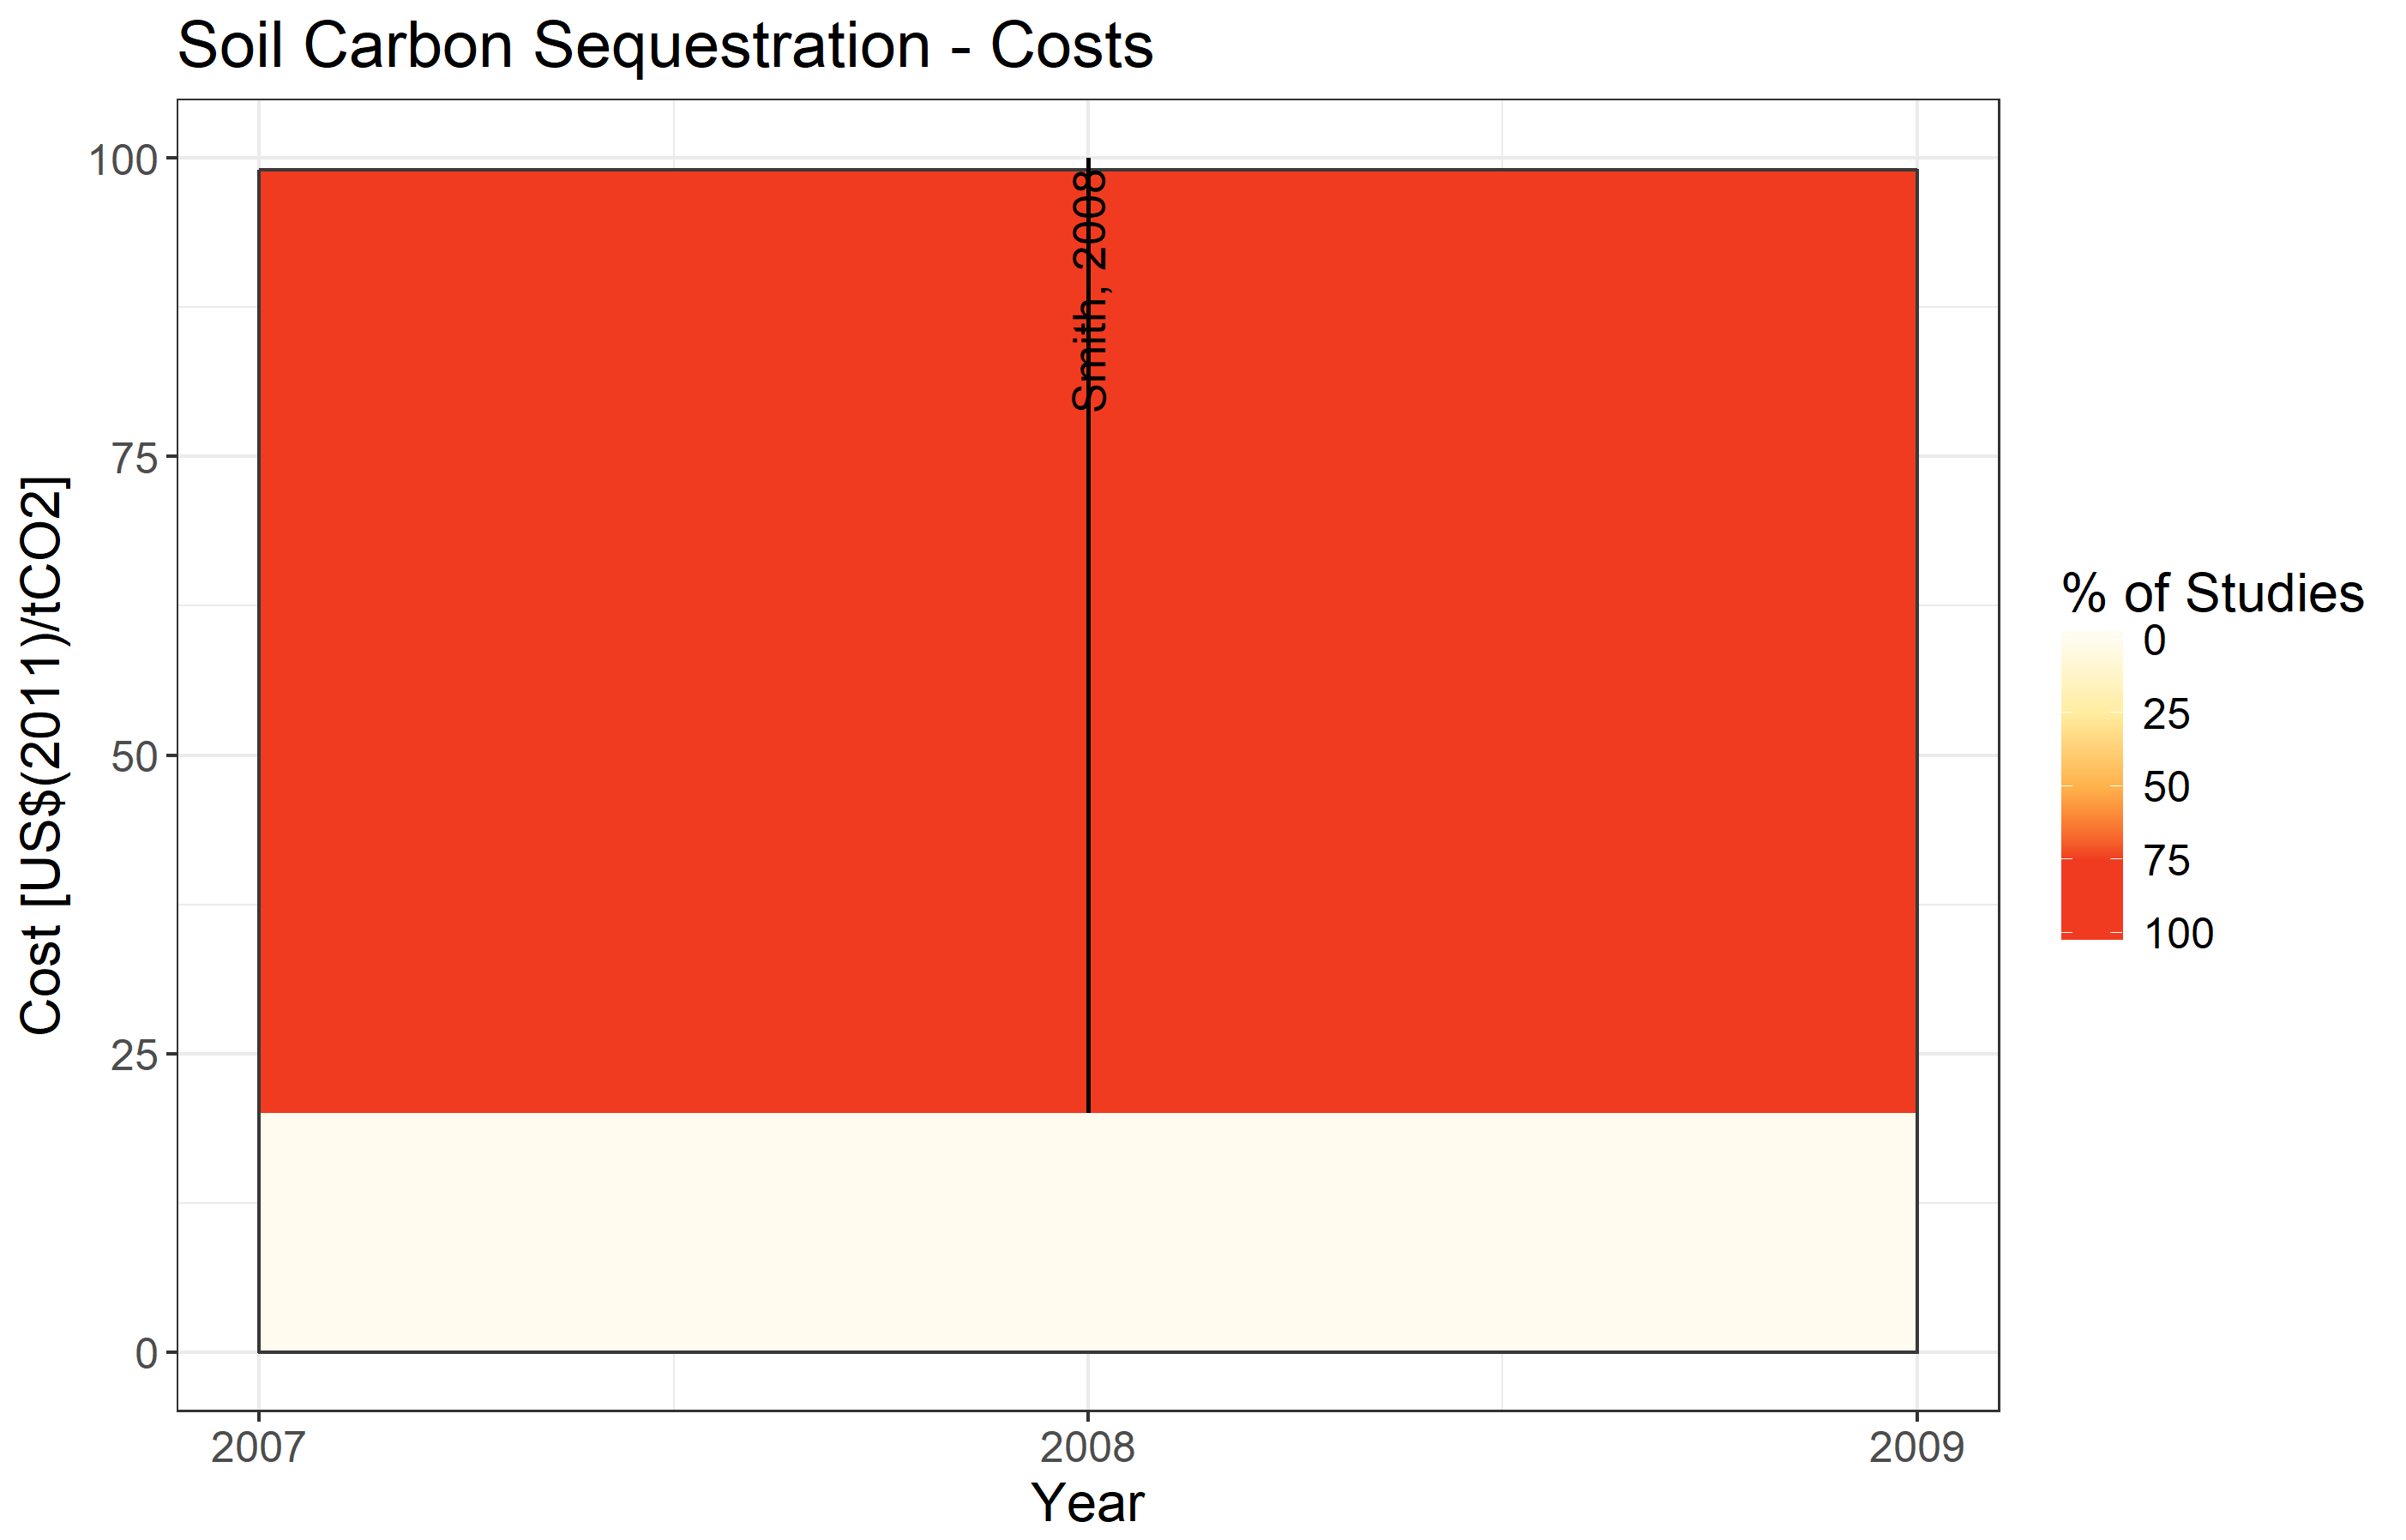 Soil Carbon Sequestration - Costs
Cost [US$(2011)/tCO2]
100
75
50
25
0
Smith, 2008
2007
2008
2009
Year
% of Studies
0
25
50
75
100